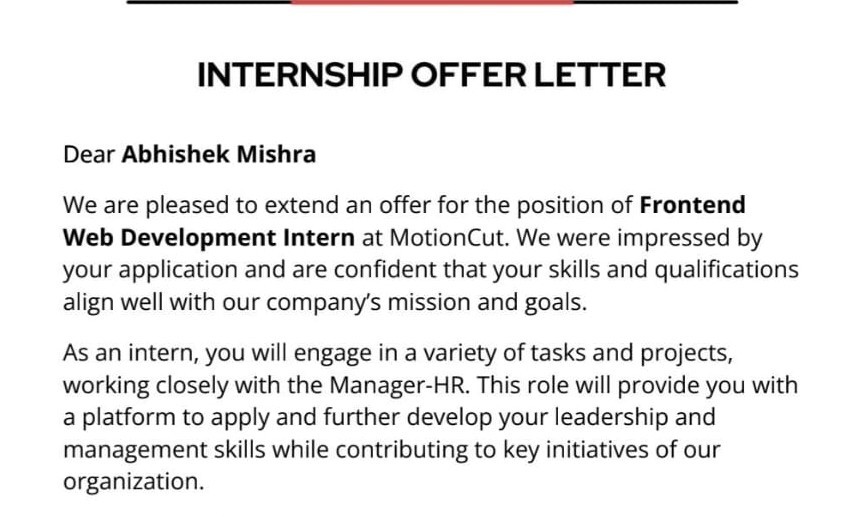 INTERNSHIP OFFER LETTER
Dear Abhishek Mishra
We are pleased to extend an offer for the position of Frontend
Web Development Intern at MotionCut. We were impressed by
your application and are confident that your skills and qualifications
align well with our company’s mission and goals.
As an intern, you will engage in a variety of tasks and projects,
working closely with the Manager-HR. This role will provide you with
a platform to apply and further develop your leadership and
management skills while contributing to key initiatives of our
organization.